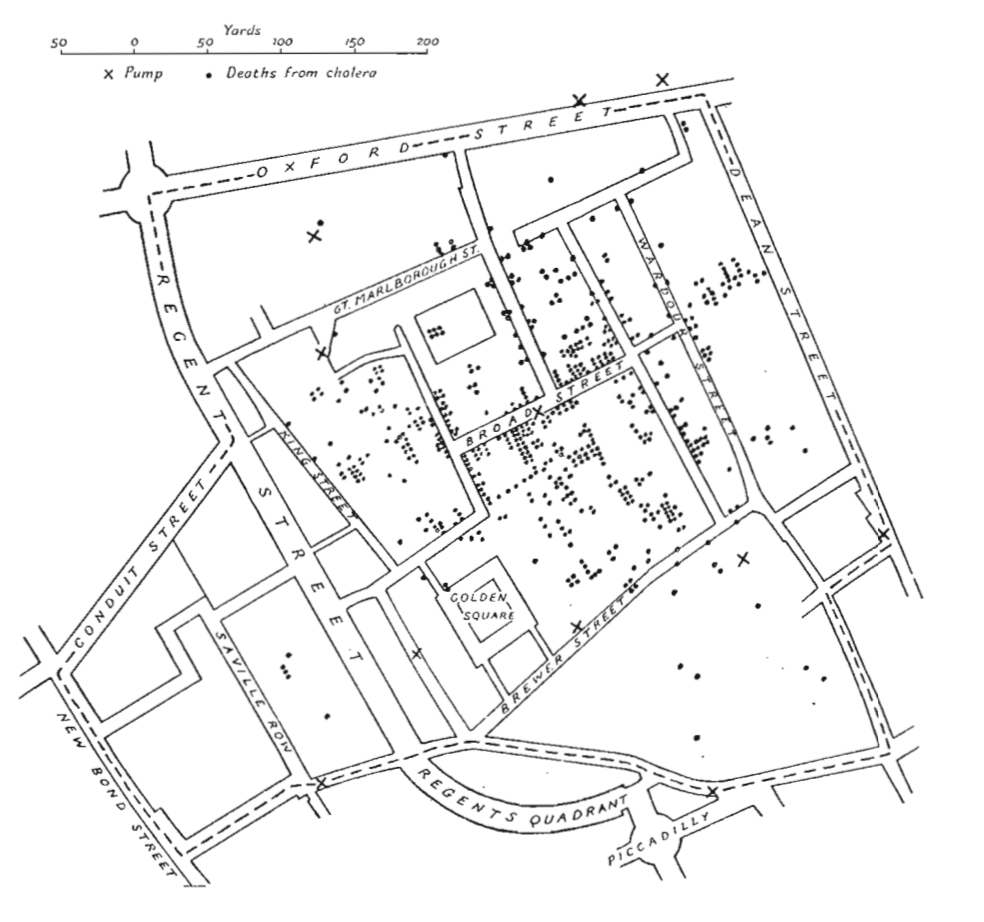 Yards
50 0 50 100 150 200
× Pump • Deaths from cholera
OXFORD STREET
DEAN STREET
REGENT STREET
GT. MARLBOROUGH ST.
WARDOUR STREET
BROAD STREET
KING STREET
CONDUIT STREET
GOLDEN
SQUARE
BREWER STREET
SAVILLE ROW
NEW BOND STREET
REGENTS QUADRANT
PICCADILLY